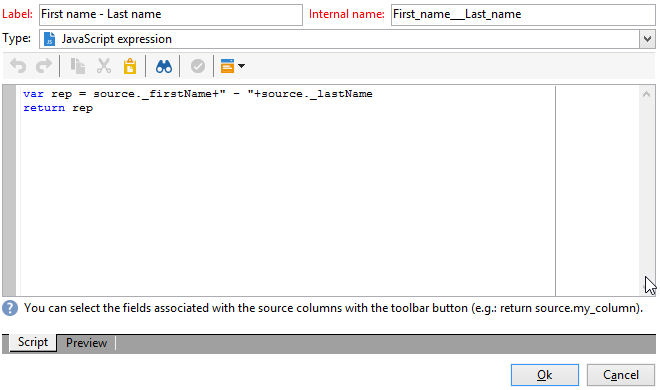 Label: First name - Last name Internal name: First_name___Last_name
Type: JavaScript expression
var rep = source._firstName+" - "+source._lastName
return rep
You can select the fields associated with the source columns with the toolbar button (e.g.: return source.my_column).
Script Preview
Ok Cancel